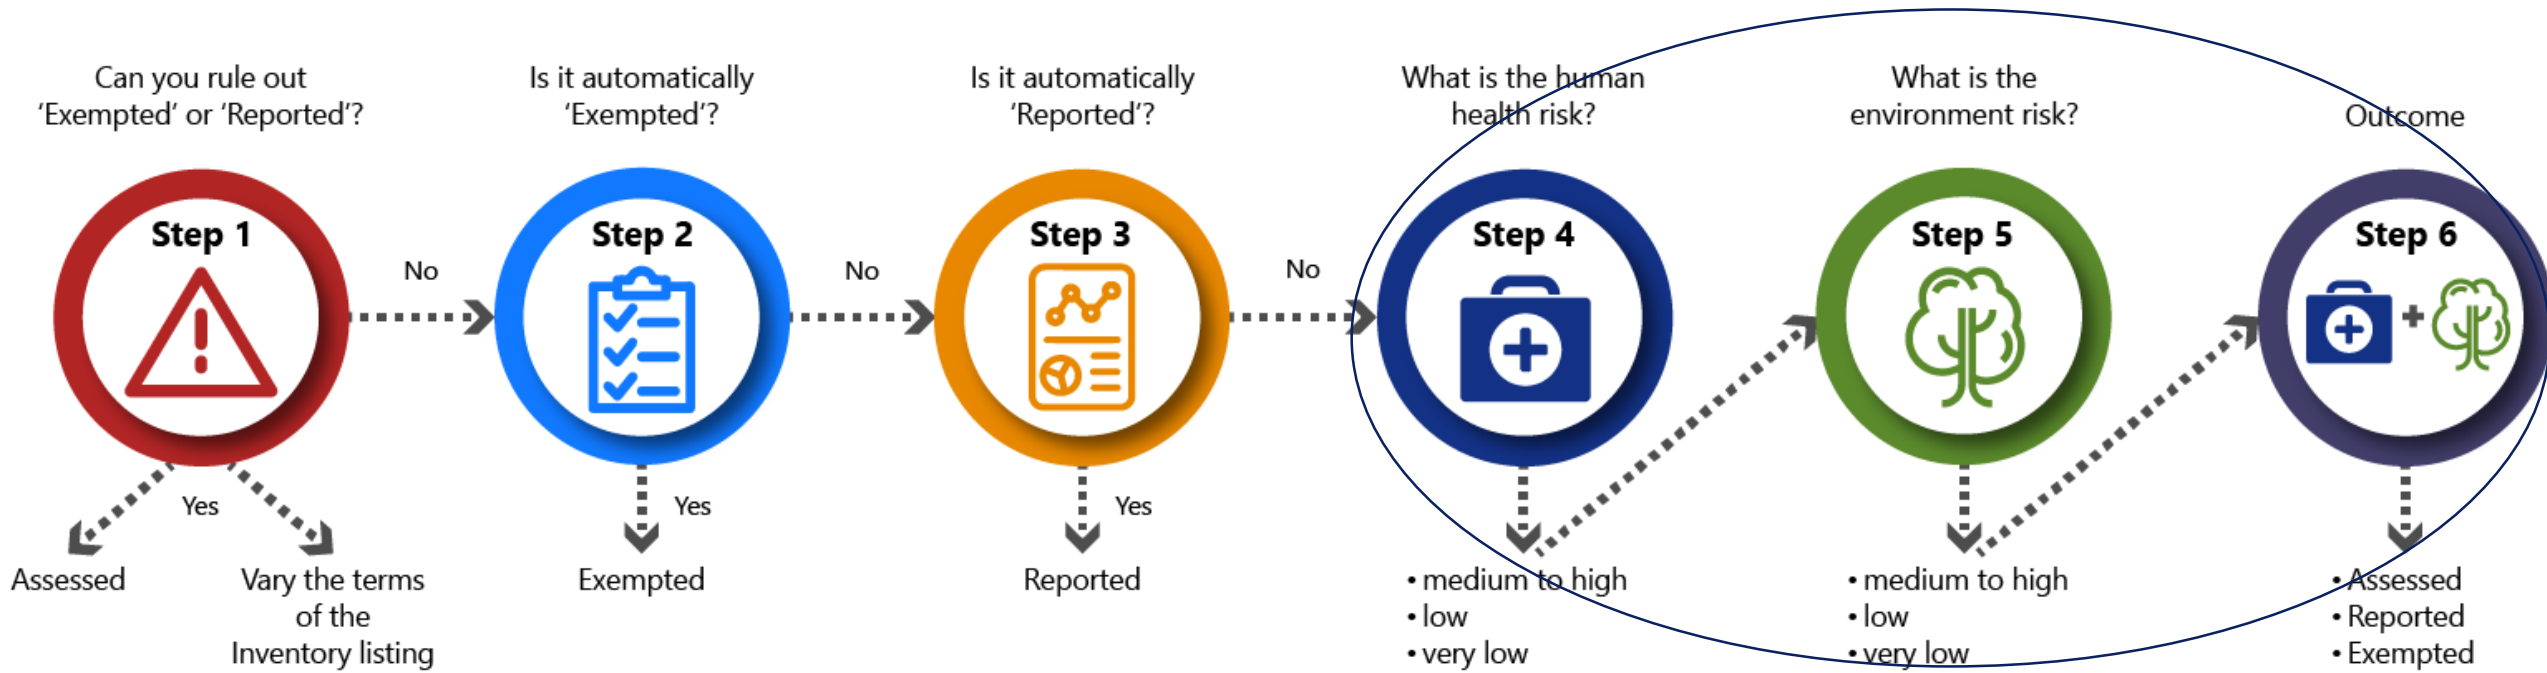 Can you rule out
‘Exempted’ or ‘Reported’?
Step 1
Yes
Assessed
Vary the terms
of the
Inventory listing
No
Is it automatically
‘Exempted’?
Step 2
Yes
Exempted
No
Is it automatically
‘Reported’?
Step 3
Yes
Reported
No
What is the human
health risk?
Step 4
• medium to high
• low
• very low
What is the
environment risk?
Step 5
• medium to high
• low
• very low
Outcome
Step 6
• Assessed
• Reported
• Exempted